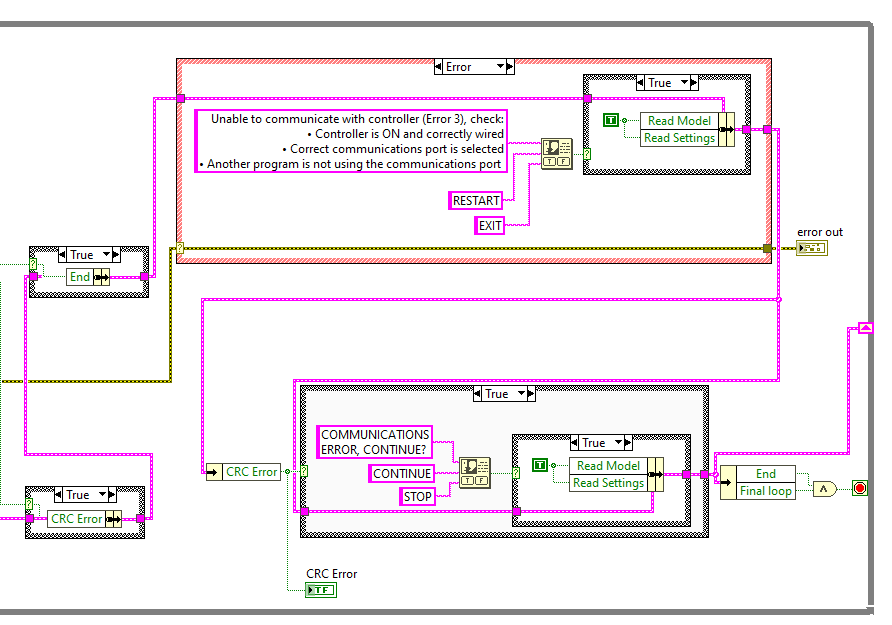 Error
True
Unable to communicate with controller (Error 3), check:
• Controller is ON and correctly wired
• Correct communications port is selected
• Another program is not using the communications port
T
Read Model
Read Settings
T F
RESTART
EXIT
error out
True
End
True
COMMUNICATIONS
ERROR, CONTINUE?
CONTINUE
STOP
T F
True
T
Read Model
Read Settings
CRC Error
End
Final loop
True
CRC Error
CRC Error
TF